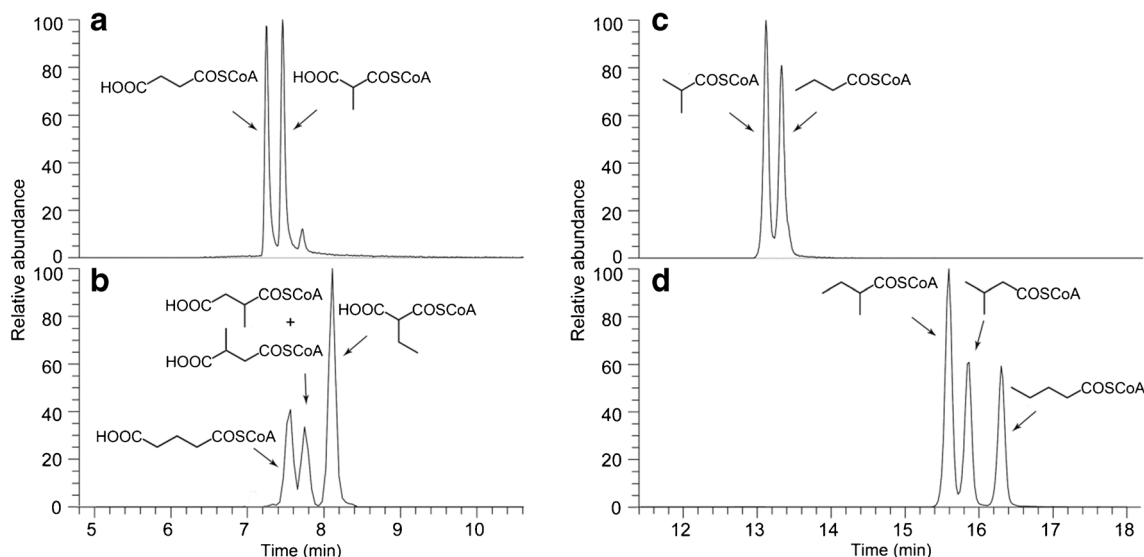 a
100
80
60
40
20
0
HOOC COSCoA
HOOC COSCoA
Relative abundance
b
100
80
60
40
20
0
HOOC COSCoA
+
HOOC COSCoA
HOOC COSCoA
HOOC COSCoA
Relative abundance
5 6 7 8 9 10
Time (min)
c
100
80
60
40
20
0
COSCoA
COSCoA
Relative abundance
d
100
80
60
40
20
0
COSCoA
COSCoA
COSCoA
Relative abundance
12 13 14 15 16 17 18
Time (min)